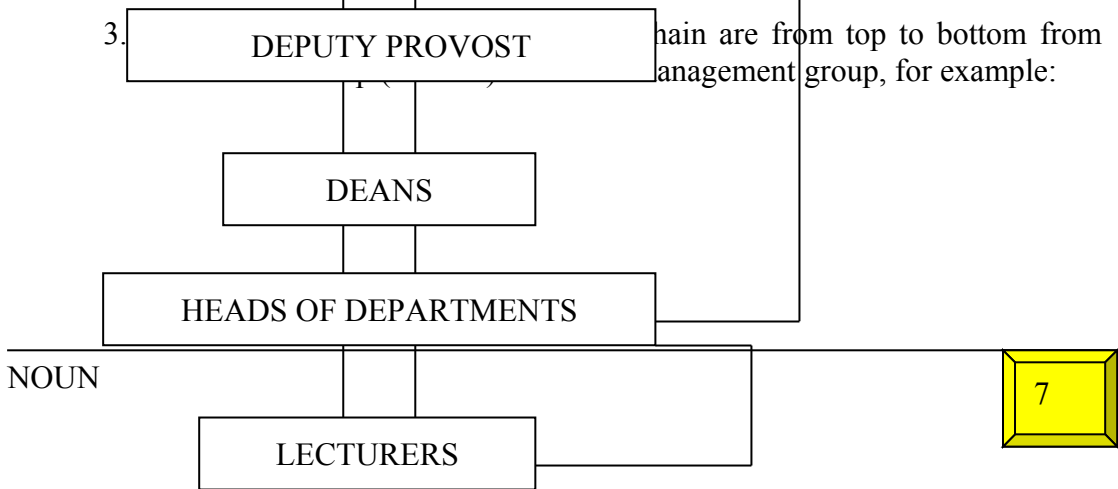 3. hain are from top to bottom from
DEPUTY PROVOST
anagement group, for example:
DEANS
HEADS OF DEPARTMENTS
NOUN
7
LECTURERS